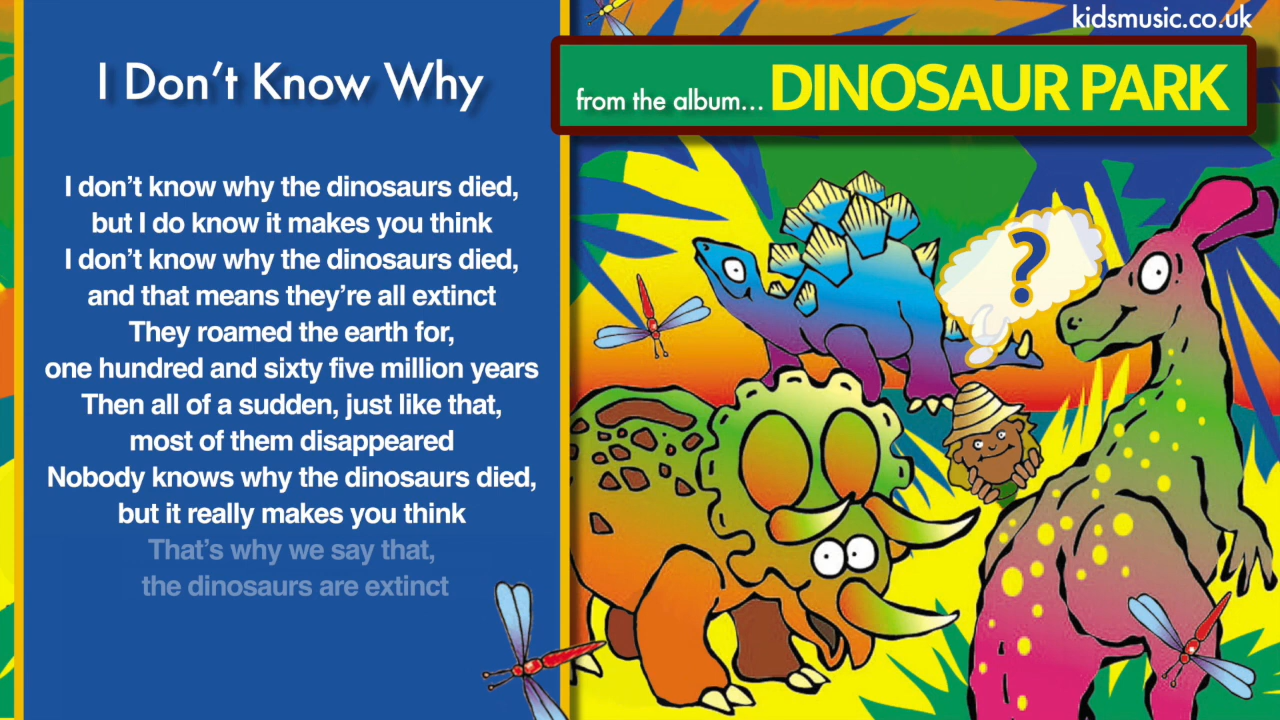 kidsmusic.co.uk
I Don’t Know Why
from the album... DINOSAUR PARK
I don’t know why the dinosaurs died,
but I do know it makes you think
I don’t know why the dinosaurs died,
and that means they’re all extinct
They roamed the earth for,
one hundred and sixty five million years
Then all of a sudden, just like that,
most of them disappeared
Nobody knows why the dinosaurs died,
but it really makes you think
That’s why we say that,
the dinosaurs are extinct
?